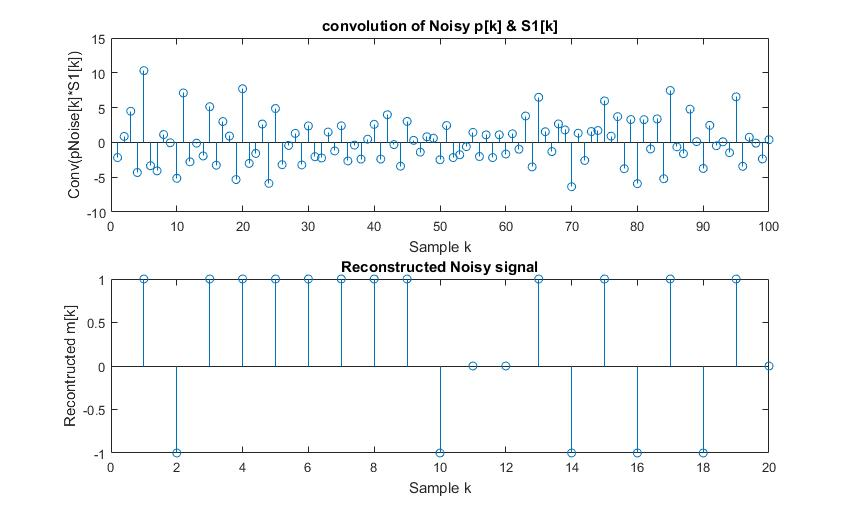 convolution of Noisy p[k] & S1[k]
Conv(pNoise[k]*S1[k])
15
10
5
0
-5
-10
0 10 20 30 40 50 60 70 80 90 100
Sample k
Reconstructed Noisy signal
Recontructed m[k]
1
0.5
0
-0.5
-1
0 2 4 6 8 10 12 14 16 18 20
Sample k